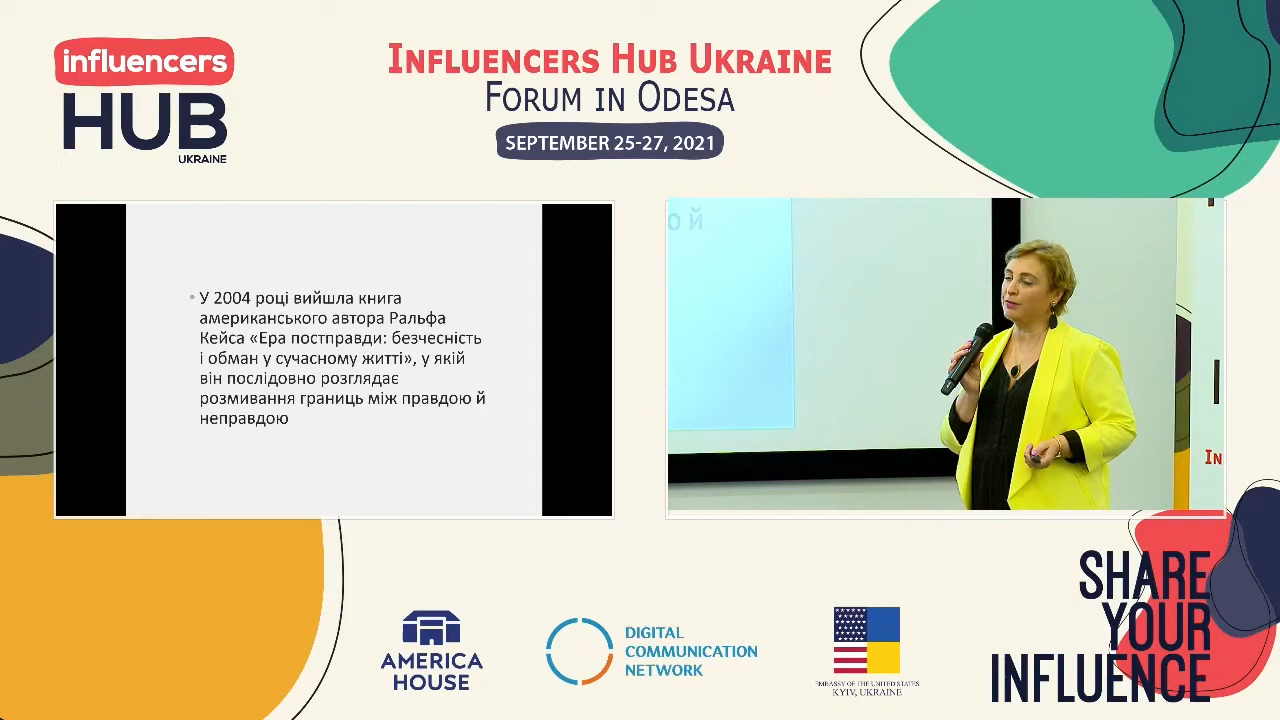 influencers
HUB
UKRAINE
INFLUENCERS HUB UKRAINE
FORUM IN ODESA
SEPTEMBER 25-27, 2021
• У 2004 році вийшла книга
американського автора Ральфа
Кейса «Ера постправди: безчесність
і обман у сучасному житті», у якій
він послідовно розглядає
розмивання границь між правдою й
неправдою
ой
IN
AMERICA
HOUSE
DIGITAL
COMMUNICATION
NETWORK
EMBASSY OF THE UNITED STATES
KYIV, UKRAINE
SHARE
YOUR
INFLUENCE